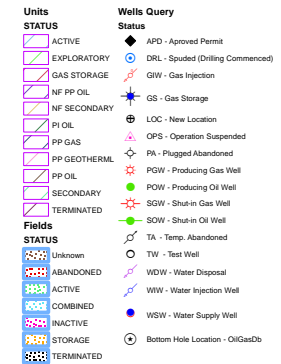 Units
STATUS
ACTIVE
EXPLORATORY
GAS STORAGE
NF PP OIL
NF SECONDARY
PI OIL
PP GAS
PP GEOTHERML
PP OIL
SECONDARY
TERMINATED
Fields
STATUS
Unknown
ABANDONED
ACTIVE
COMBINED
INACTIVE
STORAGE
TERMINATED
Wells Query
Status
APD - Aproved Permit
DRL - Spuded (Drilling Commenced)
GIW - Gas Injection
GS - Gas Storage
LOC - New Location
OPS - Operation Suspended
PA - Plugged Abandoned
PGW - Producing Gas Well
POW - Producing Oil Well
SGW - Shut-in Gas Well
SOW - Shut-in Oil Well
TA - Temp. Abandoned
TW - Test Well
WDW - Water Disposal
WIW - Water Injection Well
WSW - Water Supply Well
Bottom Hole Location - OilGasDb